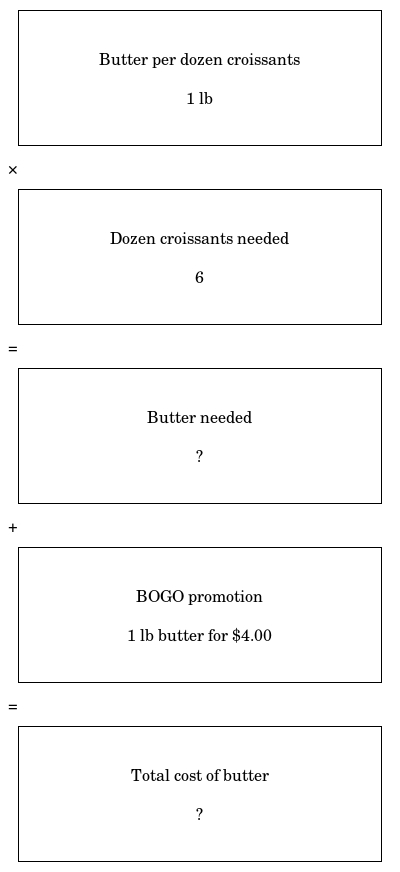 Butter per dozen croissants
1 lb
×
Dozen croissants needed
6
=
Butter needed
?
+
BOGO promotion
1 lb butter for $4.00
=
Total cost of butter
?